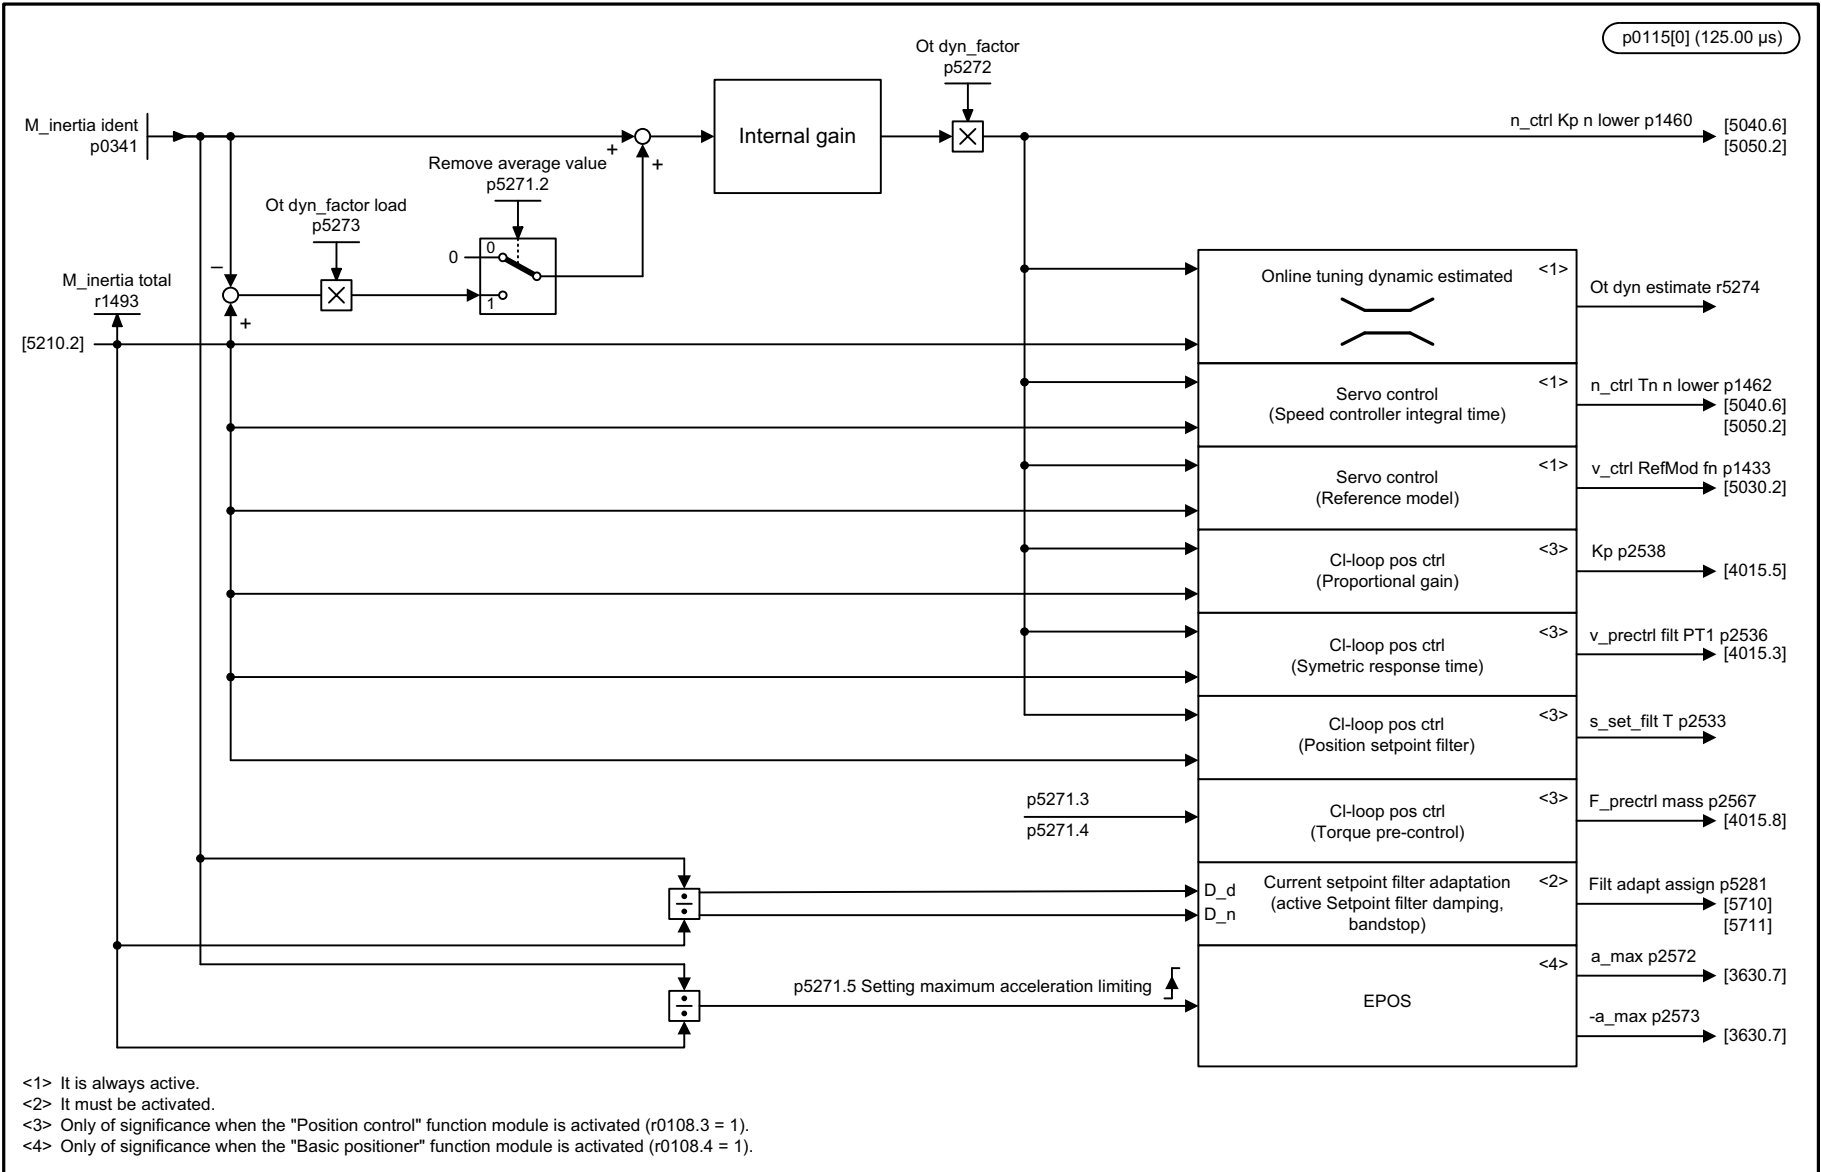 p0115[0] (125.00 µs)
Ot dyn_factor
p5272
M_inertia ident
p0341
+
+
Internal gain
n_ctrl Kp n lower p1460
[5040.6]
[5050.2]
Remove average value
p5271.2
Ot dyn_factor load
p5273
0
0
1
M_inertia total
r1493
–
+
[5210.2]
Online tuning dynamic estimated
<1>
Ot dyn estimate r5274
Servo control
(Speed controller integral time)
<1>
n_ctrl Tn n lower p1462
[5040.6]
[5050.2]
Servo control
(Reference model)
<1>
v_ctrl RefMod fn p1433
[5030.2]
Cl-loop pos ctrl
(Proportional gain)
<3>
Kp p2538
[4015.5]
Cl-loop pos ctrl
(Symetric response time)
<3>
v_prectrl filt PT1 p2536
[4015.3]
Cl-loop pos ctrl
(Position setpoint filter)
<3>
s_set_filt T p2533
p5271.3
p5271.4
Cl-loop pos ctrl
(Torque pre-control)
<3>
F_prectrl mass p2567
[4015.8]
D_d
D_n
Current setpoint filter adaptation
(active Setpoint filter damping,
bandstop)
<2>
Filt adapt assign p5281
[5710]
[5711]
p5271.5 Setting maximum acceleration limiting
EPOS
<4>
a_max p2572
[3630.7]
-a_max p2573
[3630.7]
<1> It is always active.
<2> It must be activated.
<3> Only of significance when the "Position control" function module is activated (r0108.3 = 1).
<4> Only of significance when the "Basic positioner" function module is activated (r0108.4 = 1).